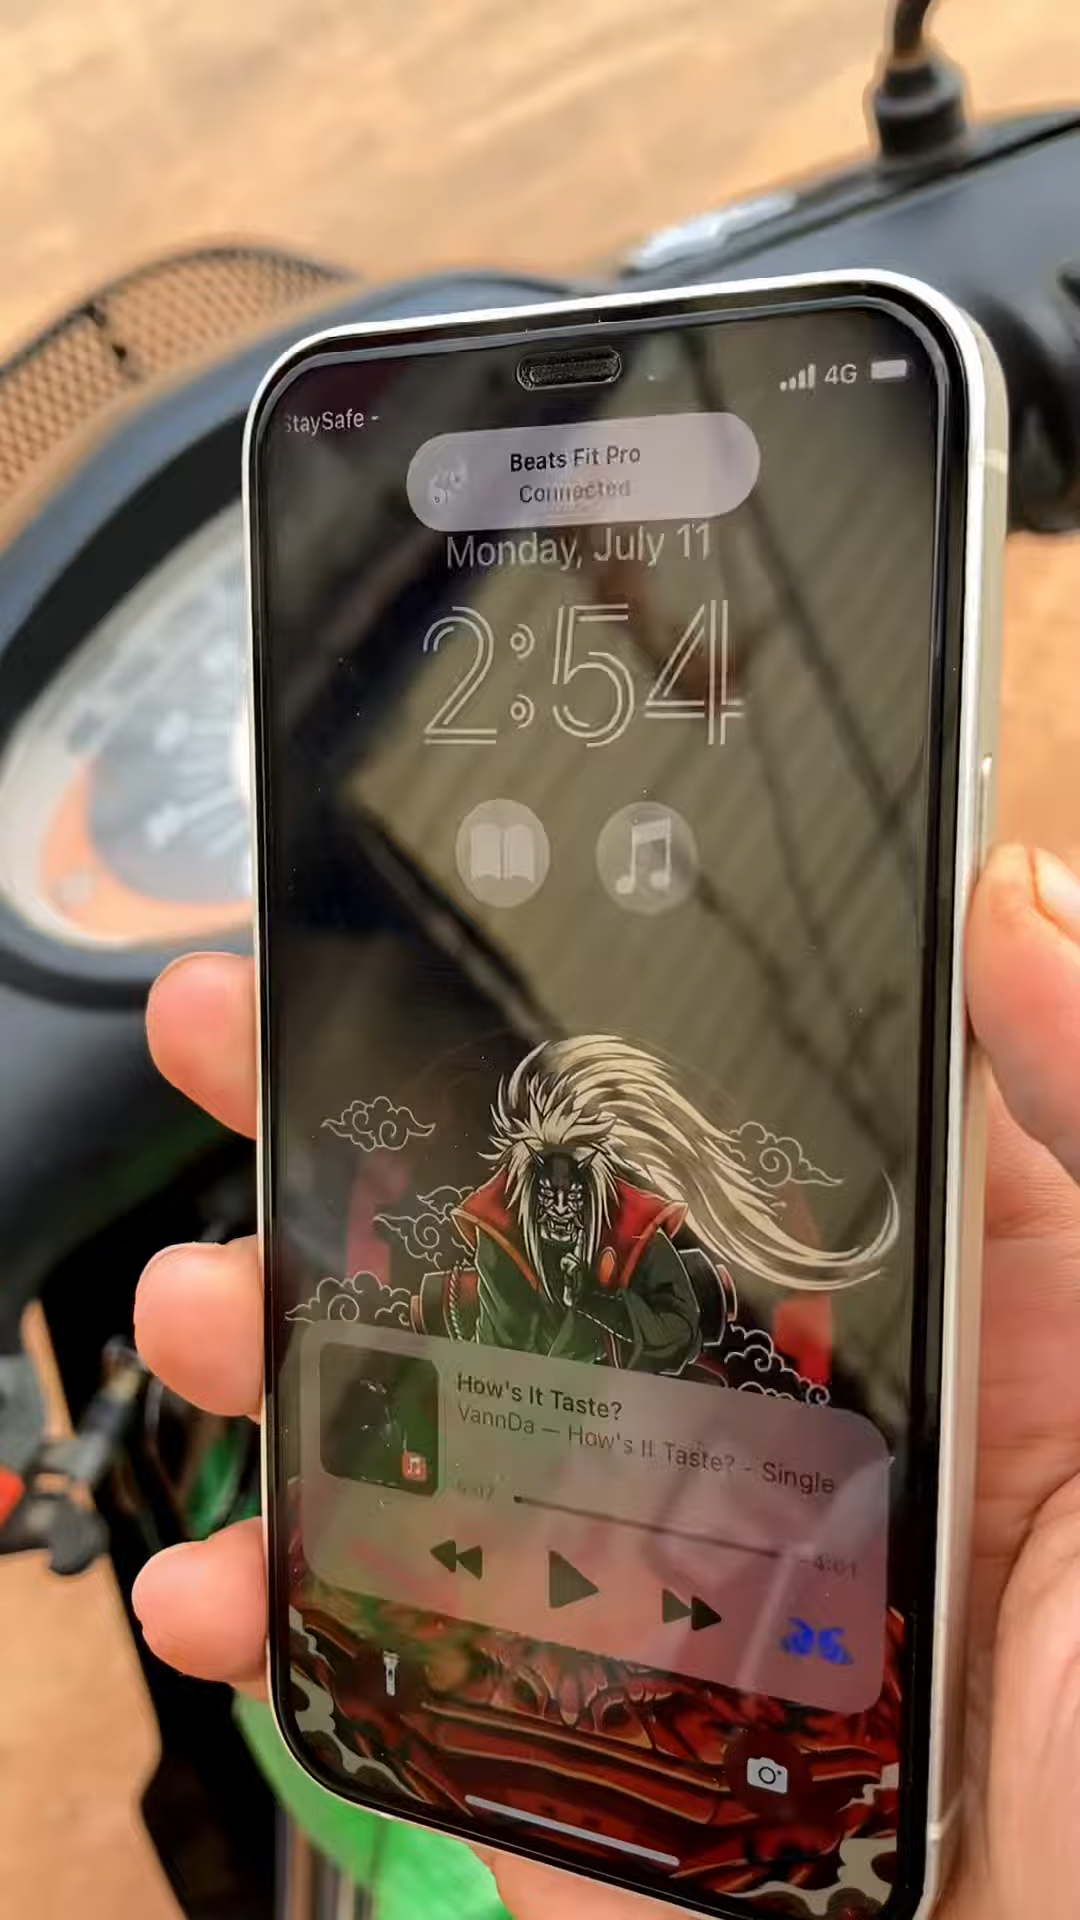 StaySafe -
4G
Beats Fit Pro
Connected
Monday, July 11
2:54
How's It Taste?
VannDa — How's It Taste? - Single
-4:01